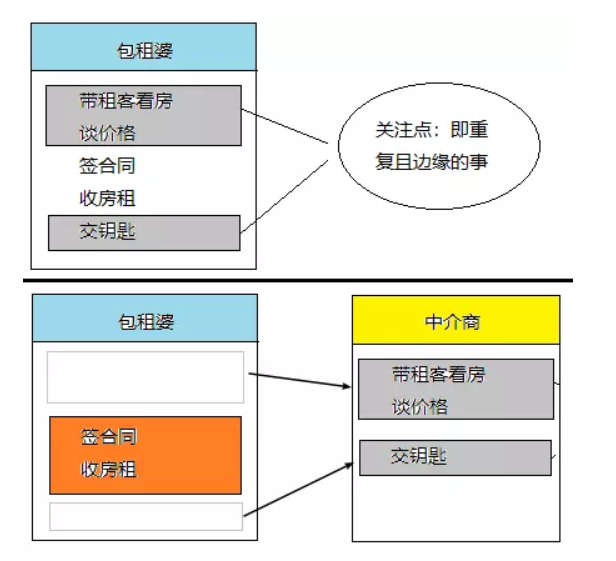 包租婆
带租客看房
谈价格
签合同
收房租
交钥匙
关注点：即重
复且边缘的事
包租婆
签合同
收房租
中介商
带租客看房
谈价格
交钥匙